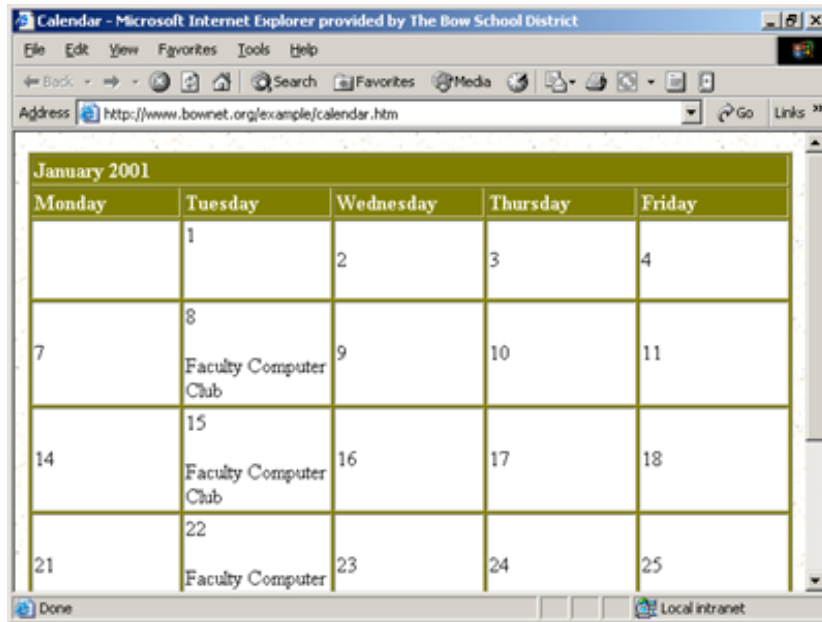 Calendar - Microsoft Internet Explorer provided by The Bow School District
File Edit View Favorites Tools Help
Back Search Favorites Media
Address http://www.bownet.org/example/calendar.htm Go Links »
January 2001
Monday Tuesday Wednesday Thursday Friday
1 2 3 4
7 8 9 10 11
Faculty Computer
Club
14 15 16 17 18
Faculty Computer
Club
21 22 23 24 25
Faculty Computer
Done Local intranet